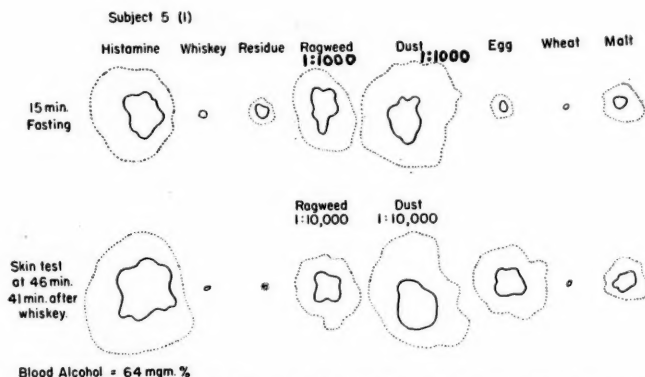 Subject 5 (1)
Histamine Whiskey Residue Ragweed 1:1000 Dust 1:1000 Egg Wheat Malt
15 min. Fasting
Ragweed 1:10,000 Dust 1:10,000
Skin test
at 46 min.
41 min. after
whiskey.
Blood Alcohol = 64 mgm. %